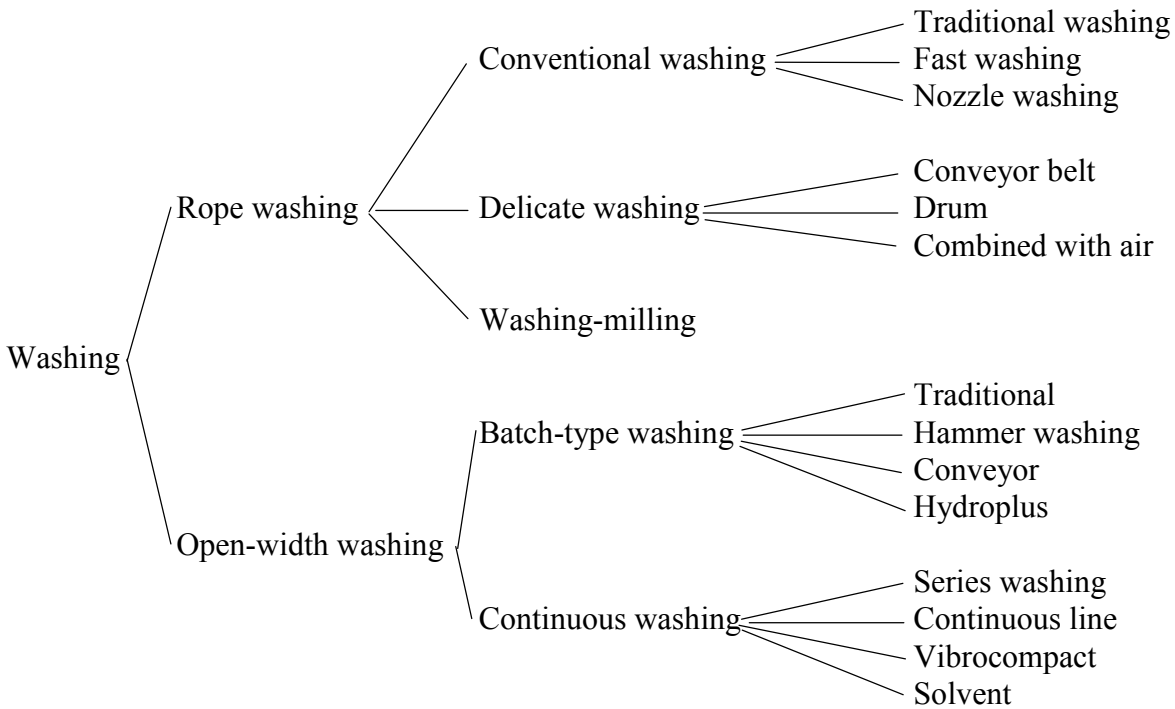 Traditional washing
Conventional washing
Fast washing
Nozzle washing
Conveyor belt
Rope washing
Delicate washing
Drum
Combined with air
Washing-milling
Washing
Traditional
Batch-type washing
Hammer washing
Conveyor
Hydroplus
Open-width washing
Series washing
Continuous washing
Continuous line
Vibrocompact
Solvent